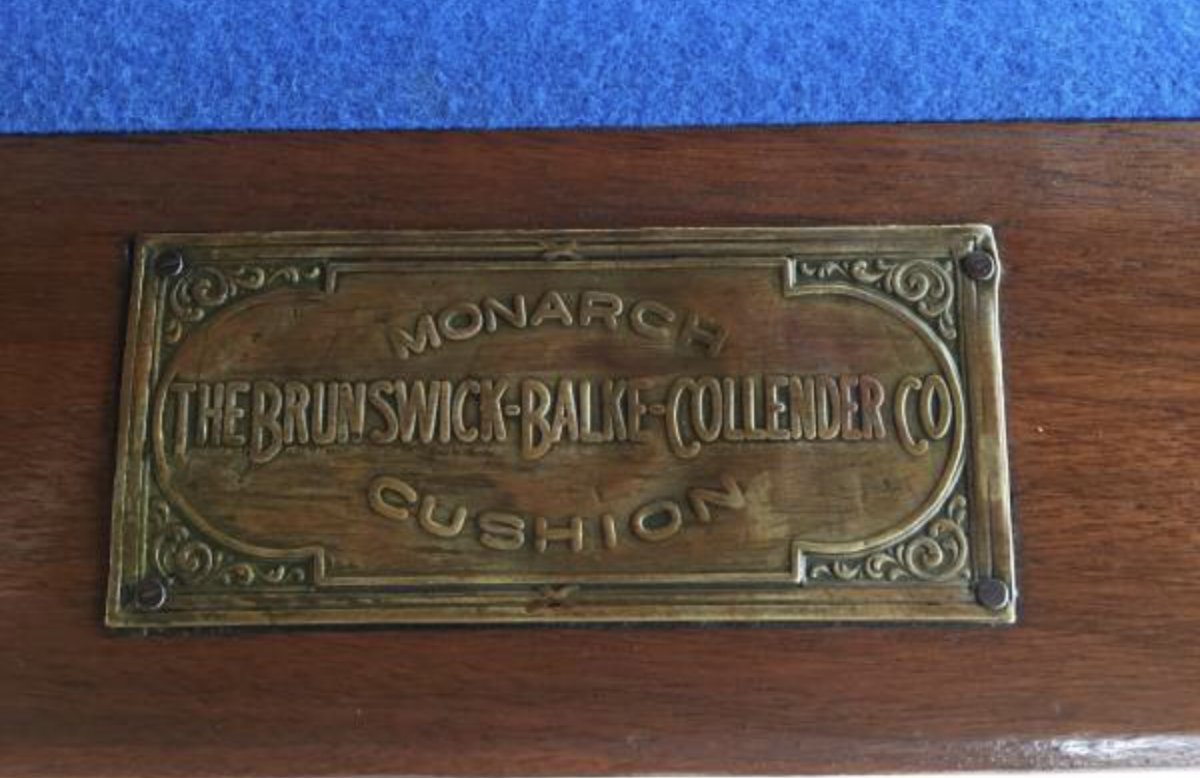 MONARCH
THE BRUNSWICK-BALKE-COLLENDER CO
CUSHION